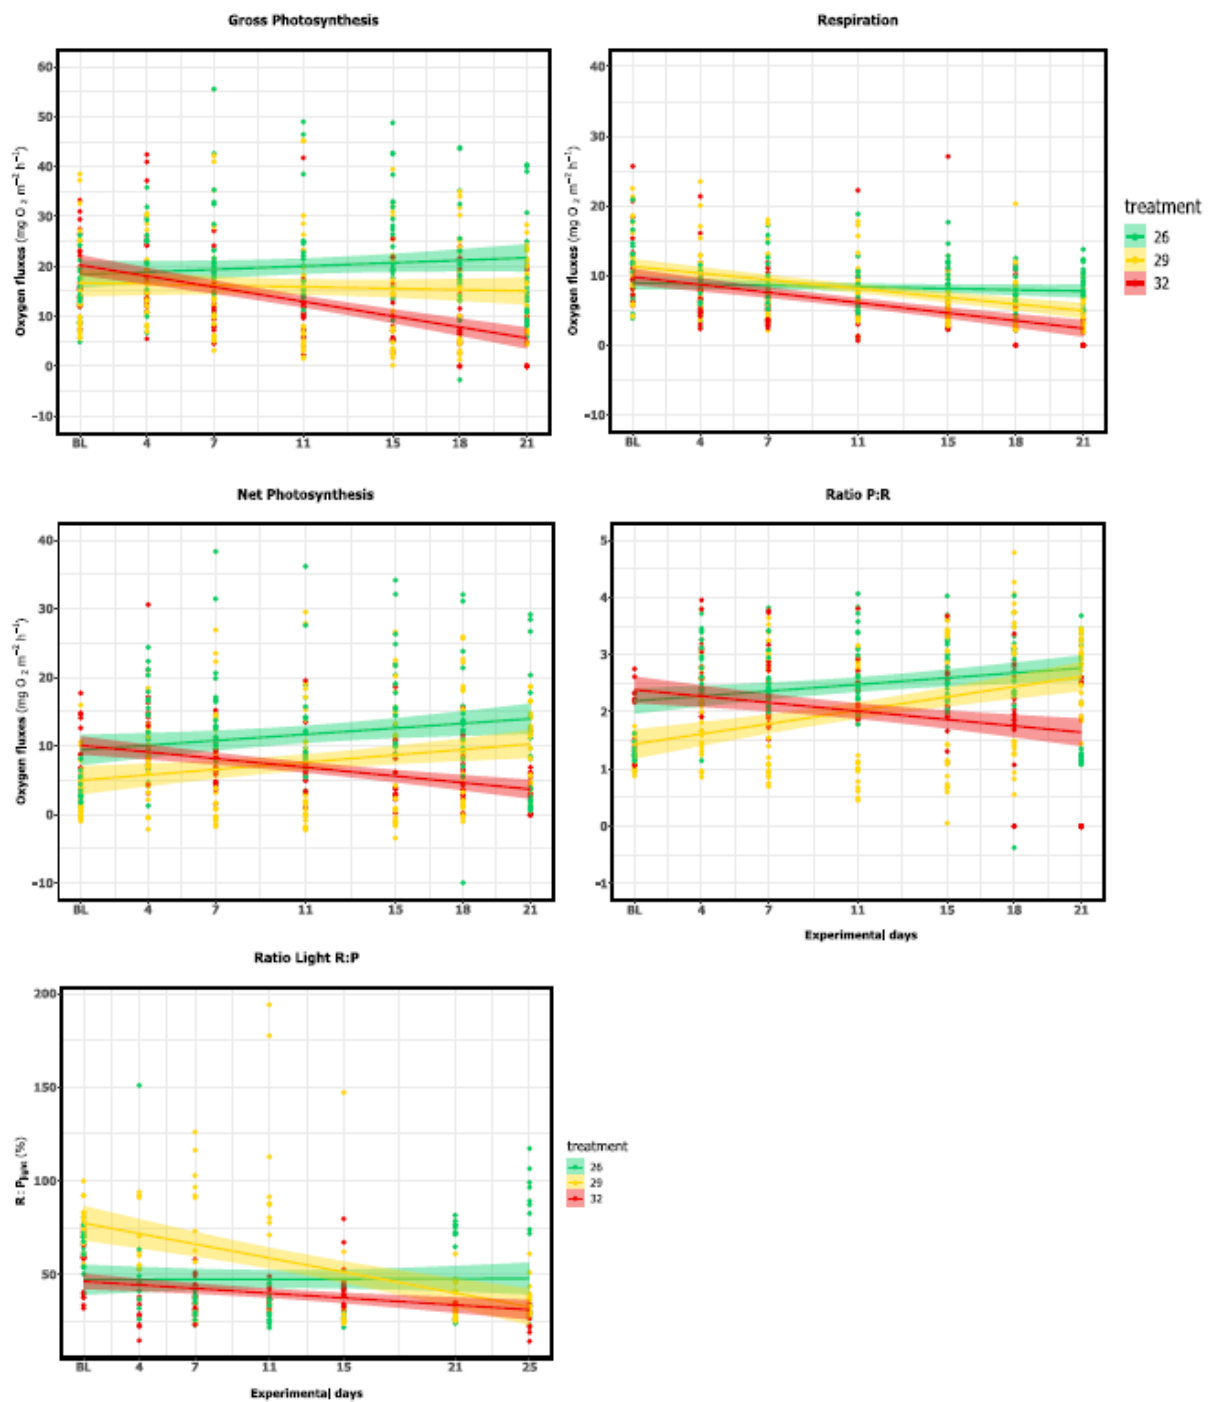 Gross Photosynthesis
Oxygen fluxes (mg O 2 m−2 h−1)
60
50
40
30
20
10
0
−10
BL 4 7 11 15 18 21
Respiration
Oxygen fluxes (mg O 2 m−2 h−1)
40
30
20
10
0
−10
BL 4 7 11 15 18 21
treatment
26
29
32
Net Photosynthesis
Oxygen fluxes (mg O 2 m−2 h−1)
40
30
20
10
0
−10
BL 4 7 11 15 18 21
Ratio P:R
5
4
3
2
1
0
−1
BL 4 7 11 15 18 21
Experimental days
Ratio Light R:P
R : Plight (%)
200
150
100
50
BL 4 7 11 15 21 25
Experimental days
treatment
26
29
32